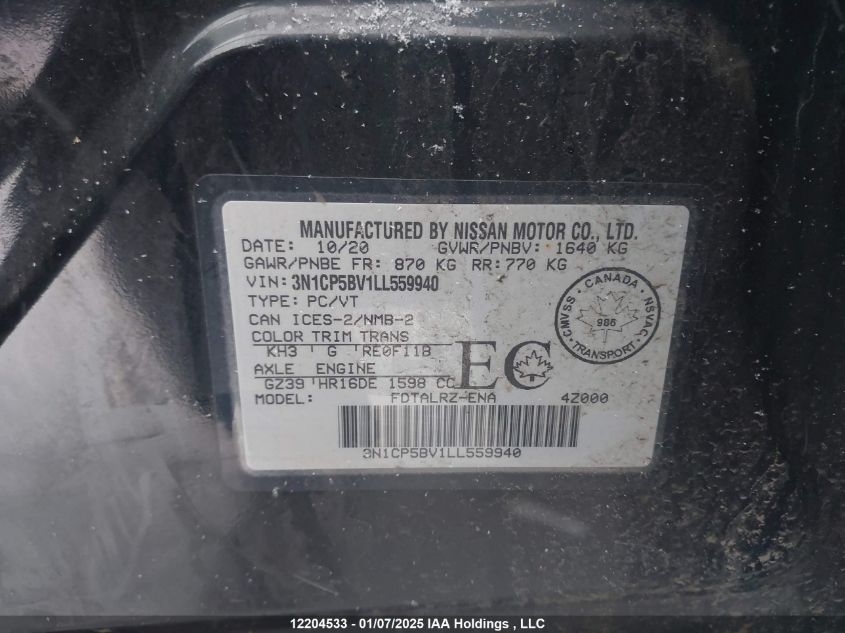 MANUFACTURED BY NISSAN MOTOR CO., LTD.
DATE: 10/20 GVWR/PNBV: 1640 KG
GAWR/PNBE FR: 870 KG RR: 770 KG
VIN: 3N1CP5BV1LL559940
TYPE: PC/VT
CAN ICES-2/NMB-2
COLOR TRIM TRANS
KH3 G RE0F11B
AXLE ENGINE
GZ39 HR16DE 1598 CC
MODEL: FDTALRZ-ENA 4Z000
EC
CANADA
CMVSS NSVAC
986
TRANSPORT
3N1CP5BV1LL559940
12204533 - 01/07/2025 IAA Holdings , LLC